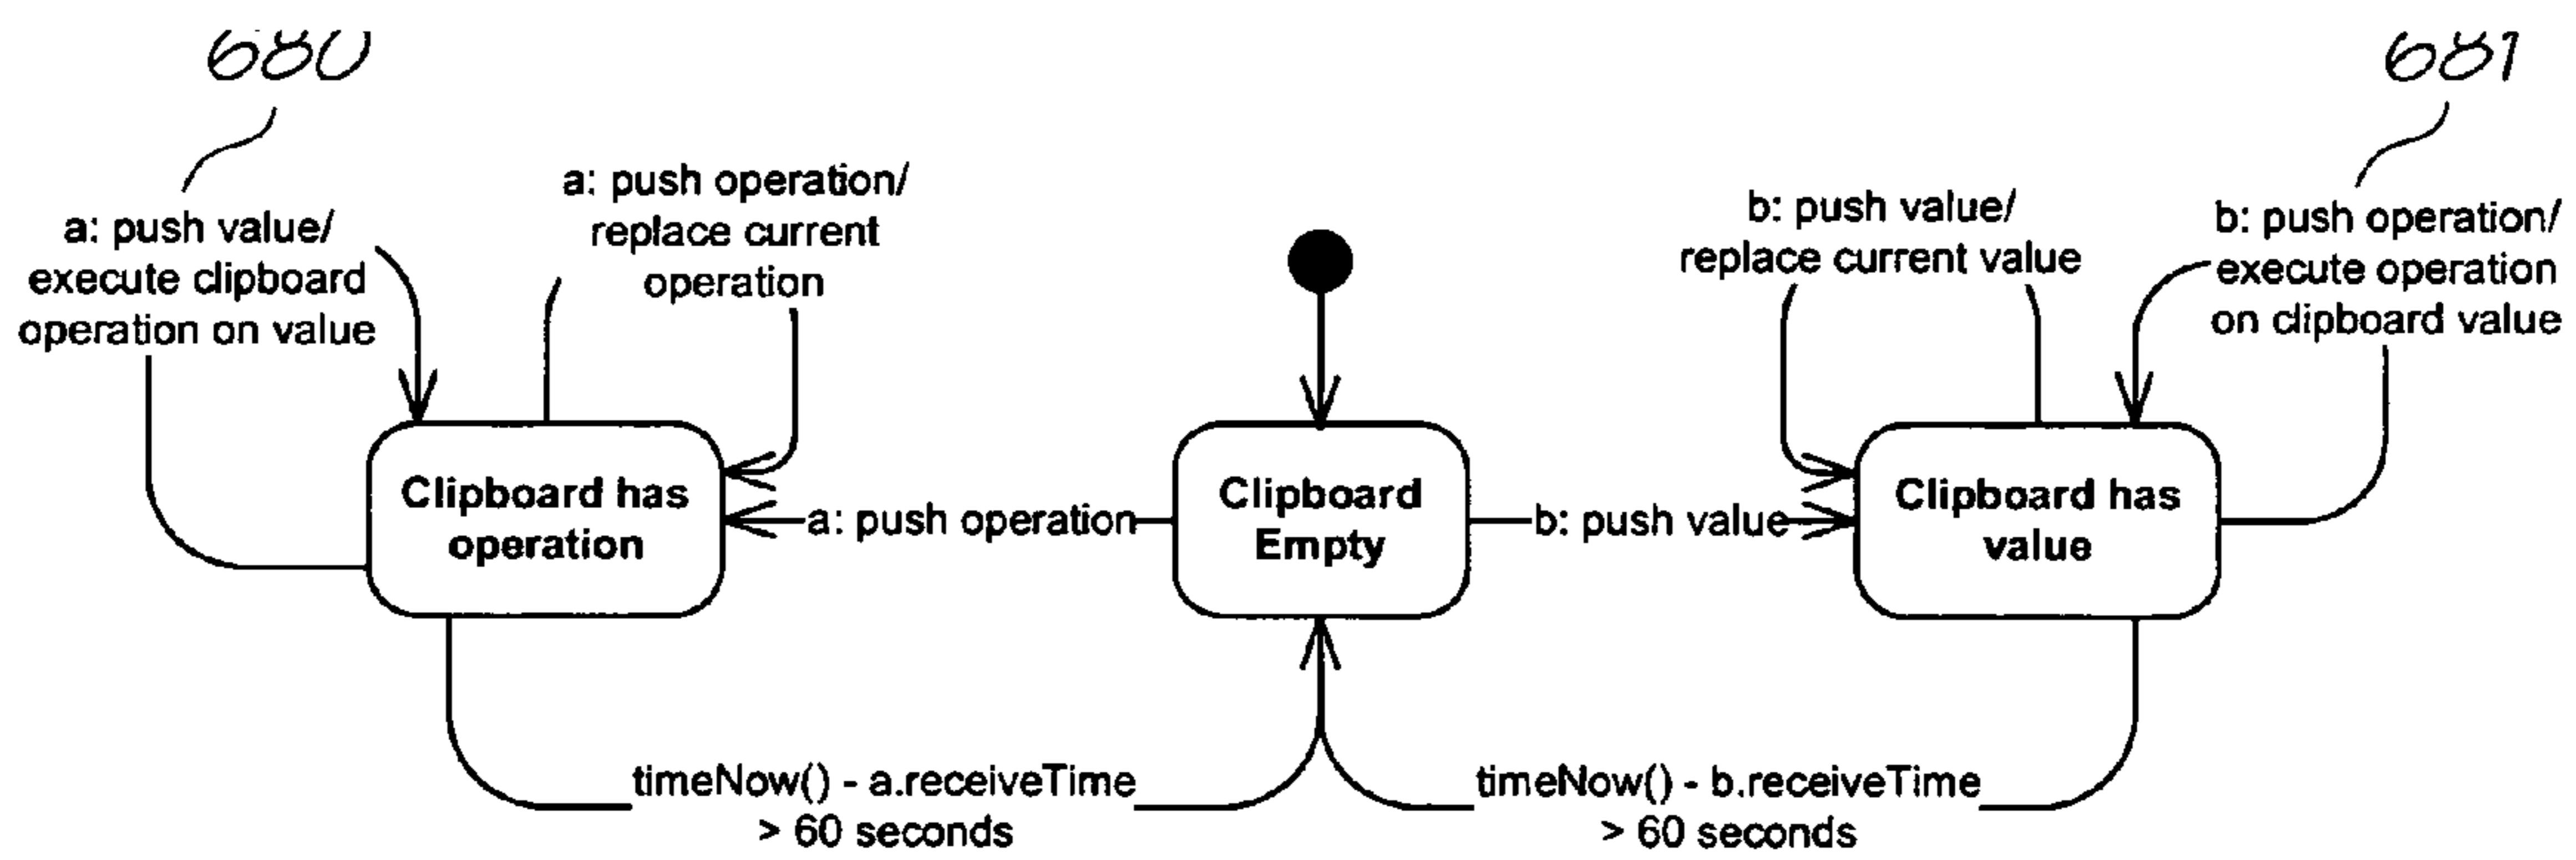 680
681
a: push value/
execute clipboard
operation on value
a: push operation/
replace current
operation
b: push value/
replace current value
b: push operation/
execute operation
on clipboard value
Clipboard has
operation
a: push operation
Clipboard
Empty
b: push value
Clipboard has
value
timeNow() - a.receiveTime
> 60 seconds
timeNow() - b.receiveTime
> 60 seconds